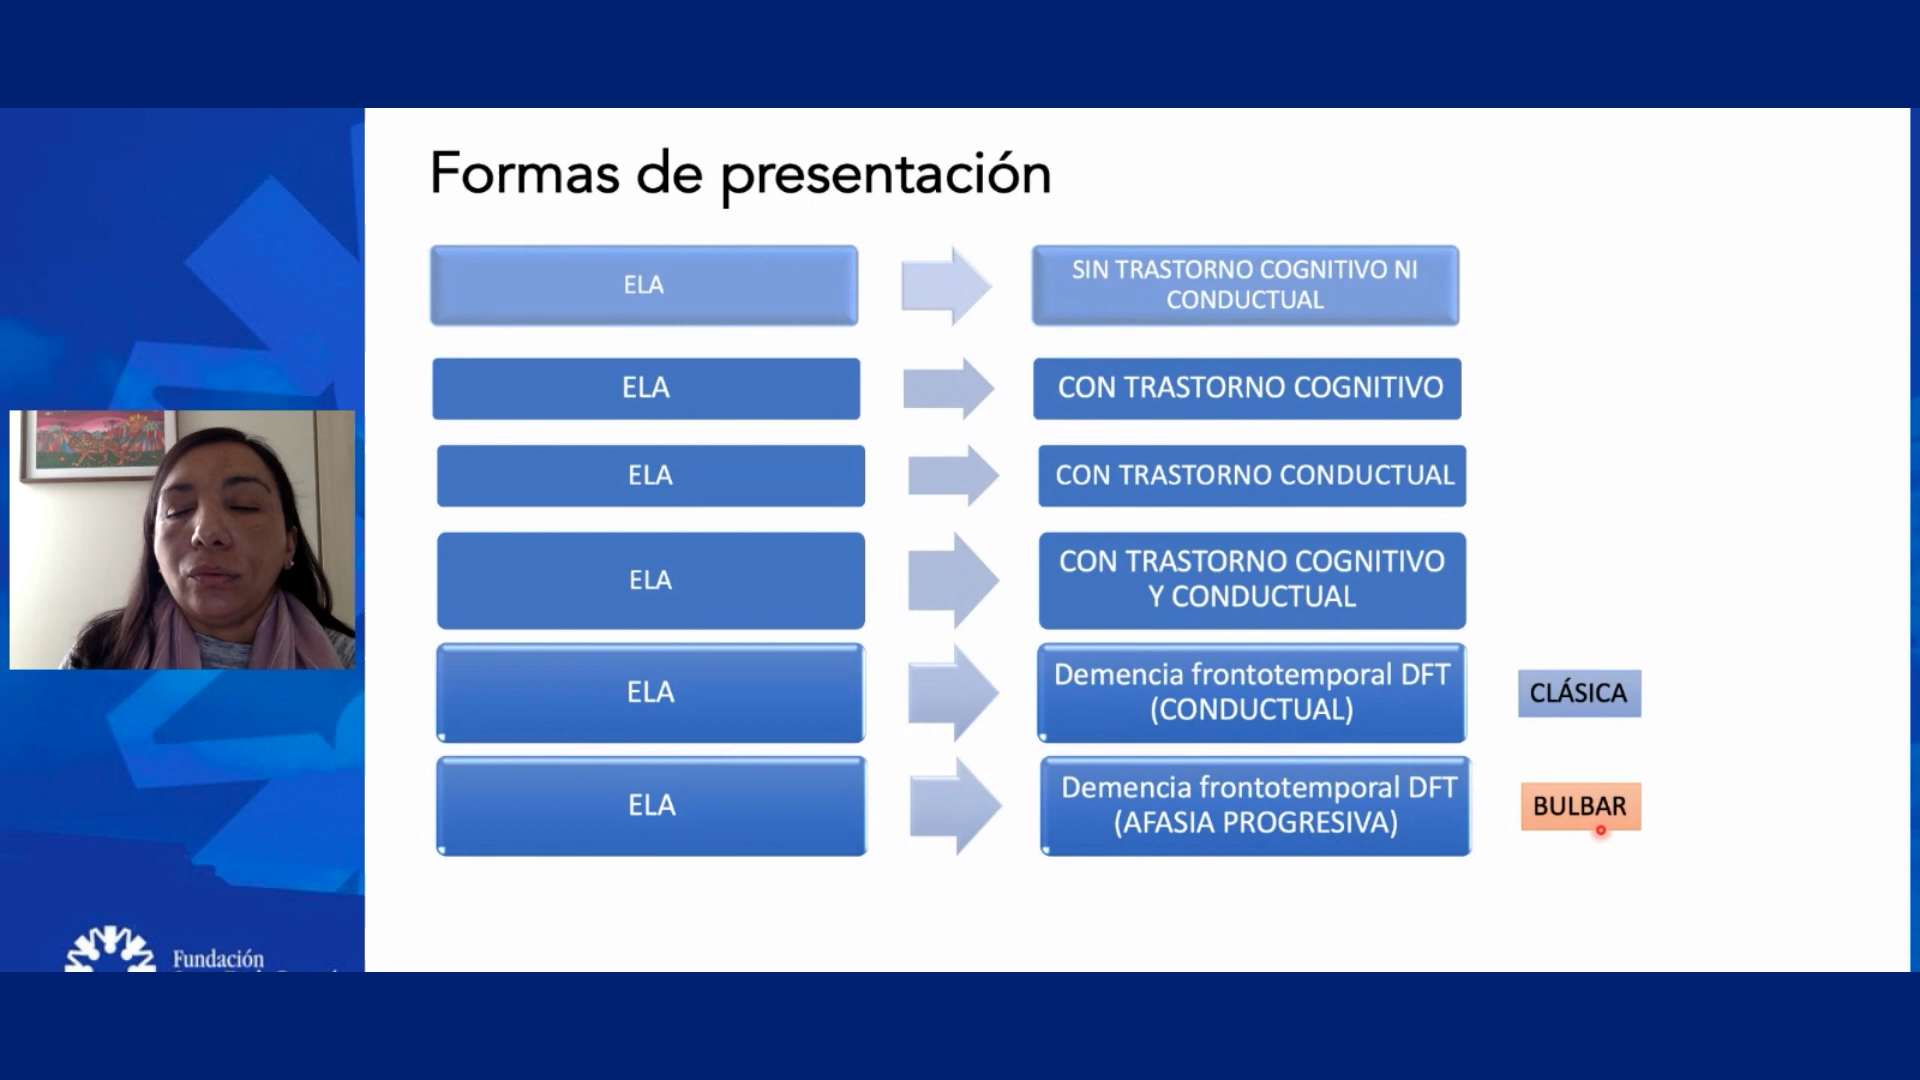 Formas de presentación
ELA
SIN TRASTORNO COGNITIVO NI
CONDUCTUAL
ELA
CON TRASTORNO COGNITIVO
ELA
CON TRASTORNO CONDUCTUAL
ELA
CON TRASTORNO COGNITIVO
Y CONDUCTUAL
ELA
Demencia frontotemporal DFT
(CONDUCTUAL)
CLÁSICA
ELA
Demencia frontotemporal DFT
(AFASIA PROGRESIVA)
BULBAR
Fundación